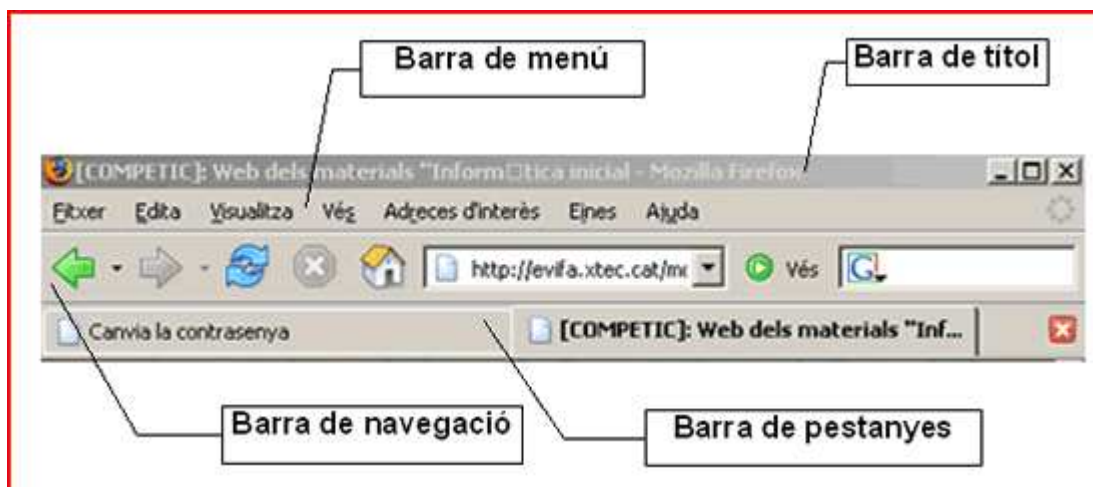 Barra de menú
Barra de títol
[COMPETIC]: Web dels materials "Inform□tica inicial - Mozilla Firefox
Fitxer Edita Visualitza Vés Adreces d'interès Eines Ajuda
http://evifa.xtec.cat/me Vés G
Canvia la contrasenya
[COMPETIC]: Web dels materials "Inf...
Barra de navegació
Barra de pestanyes